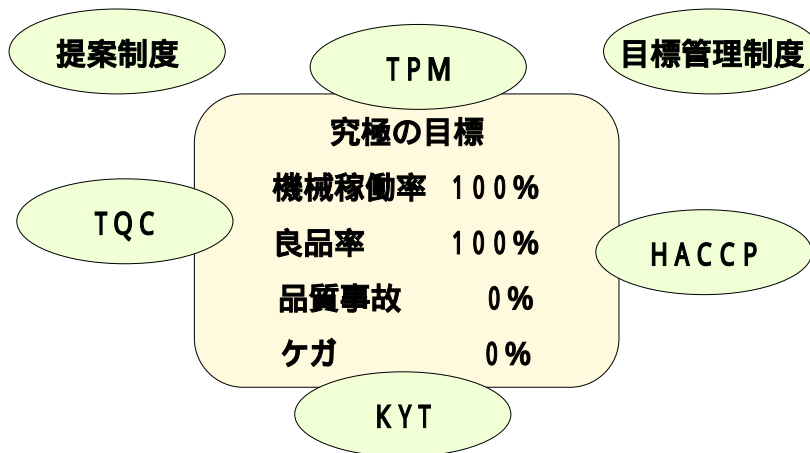 提案制度
TPM
目標管理制度
究極の目標
機械稼働率 100%
良品率 100%
TQC
HACCP
品質事故 0%
ケガ 0%
KYT